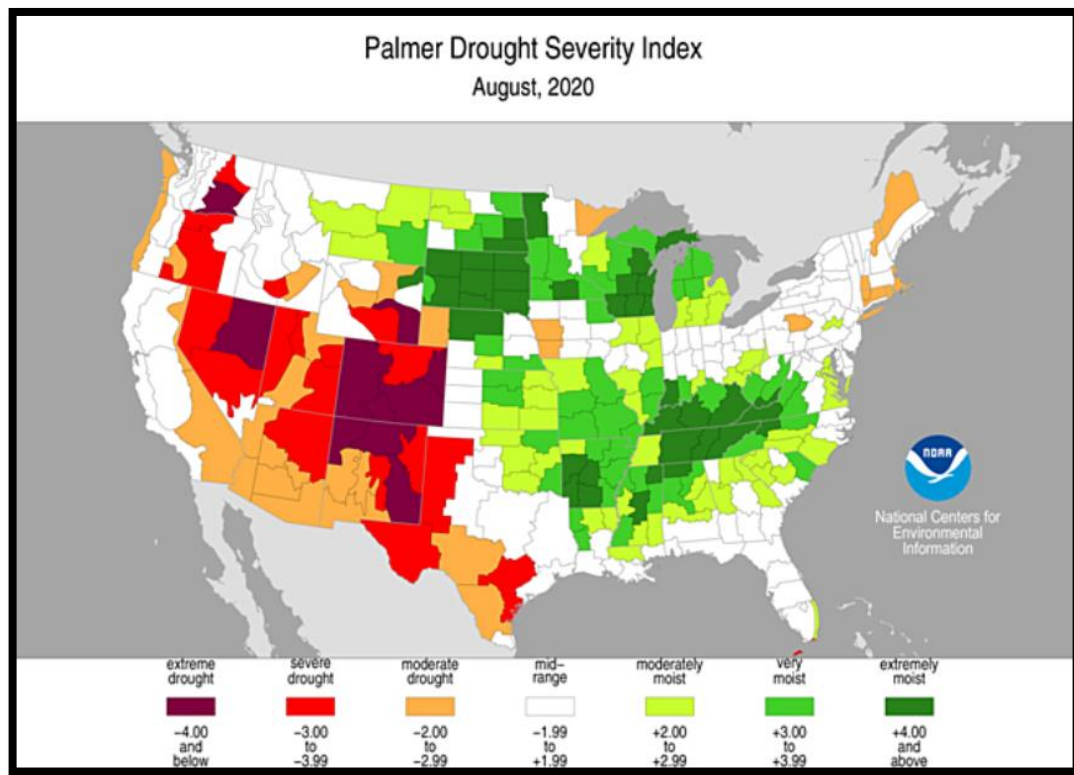 Palmer Drought Severity Index
August, 2020
NOAA
National Centers for
Environmental
Information
extreme
drought
severe
drought
moderate
drought
mid-
range
moderately
moist
very
moist
extremely
moist
-4.00
and
below
-3.00
to
-3.99
-2.00
to
-2.99
-1.99
to
+1.99
+2.00
to
+2.99
+3.00
to
+3.99
+4.00
and
above